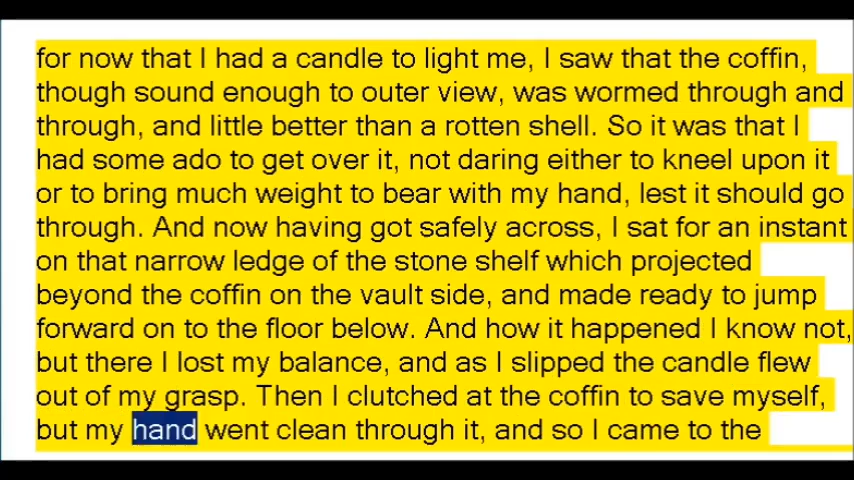 for now that I had a candle to light me, I saw that the coffin,
though sound enough to outer view, was wormed through and
through, and little better than a rotten shell. So it was that I
had some ado to get over it, not daring either to kneel upon it
or to bring much weight to bear with my hand, lest it should go
through. And now having got safely across, I sat for an instant
on that narrow ledge of the stone shelf which projected
beyond the coffin on the vault side, and made ready to jump
forward on to the floor below. And how it happened I know not,
but there I lost my balance, and as I slipped the candle flew
out of my grasp. Then I clutched at the coffin to save myself,
but my hand went clean through it, and so I came to the